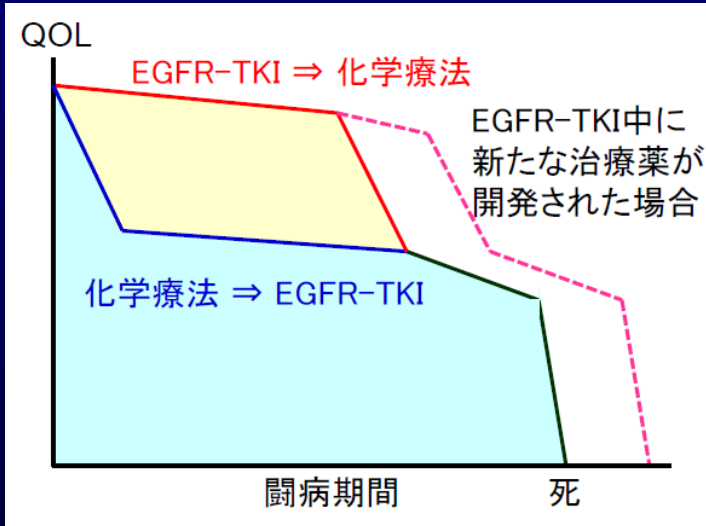 QOL
EGFR-TKI ⇒ 化学療法
EGFR-TKI中に
新たな治療薬が
開発された場合
化学療法 ⇒ EGFR-TKI
闘病期間
死